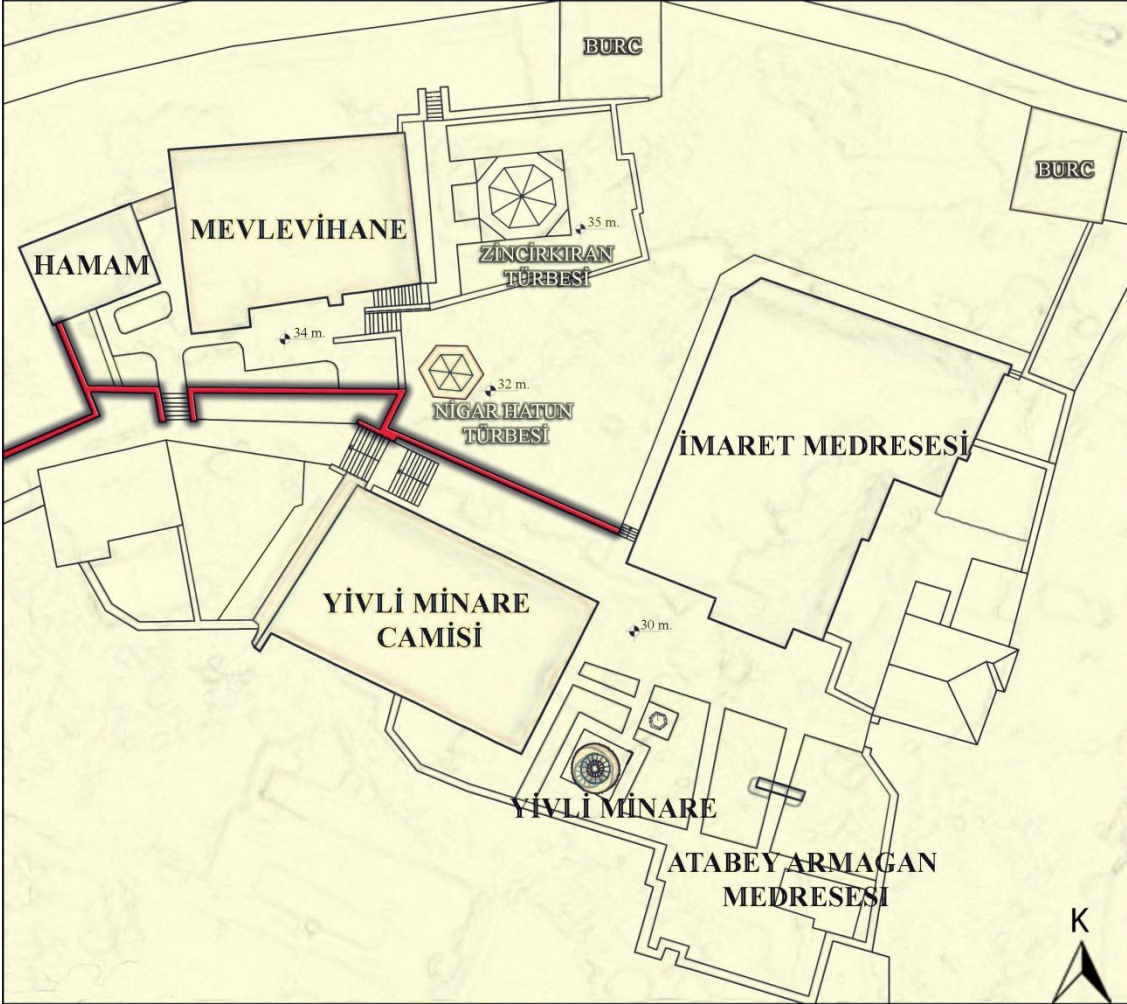 BURC
BURC
MEVLEVİHANE
HAMAM
35 m.
ZİNCİRKIRAN
TÜRBESİ
34 m.
32 m.
NİGAR HATUN
TÜRBESİ
İMARET MEDRESESİ
YİVLİ MİNARE
CAMİSİ
30 m.
YİVLİ MİNARE
ATABEY ARMAGAN
MEDRESESI
K